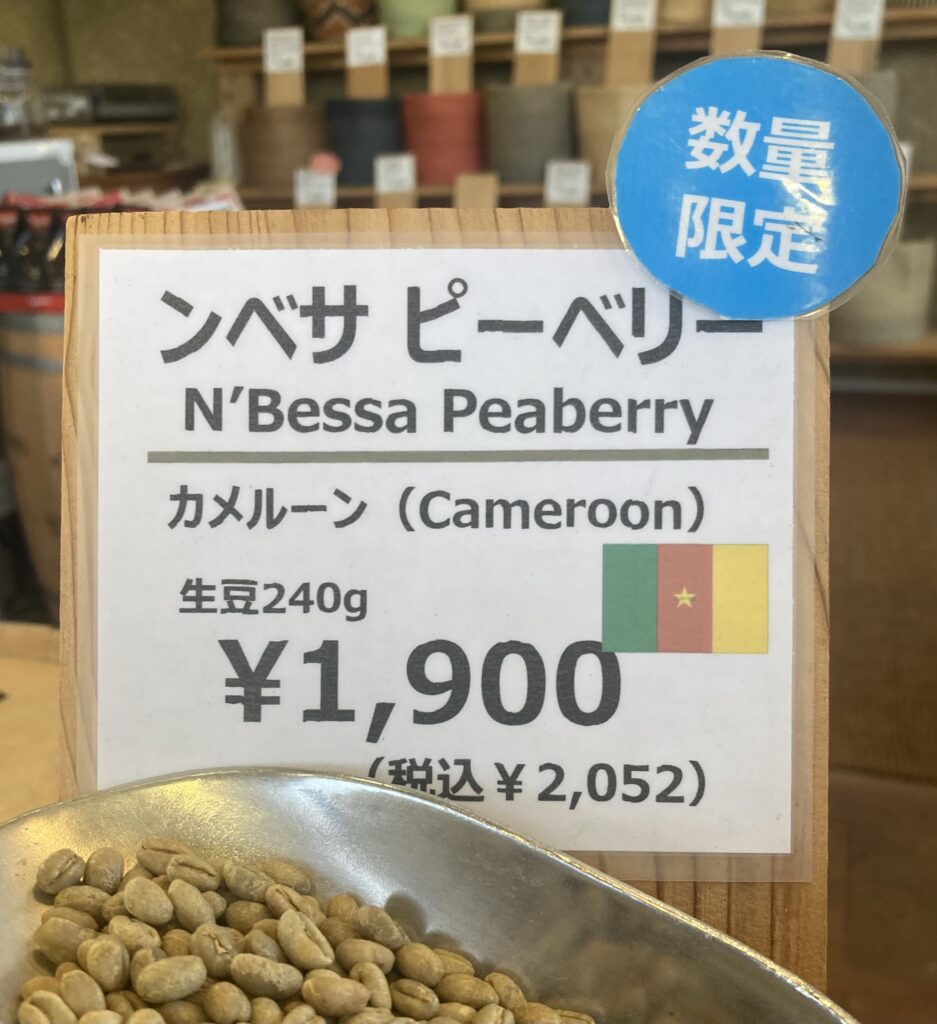 数量
限定
ンベサ ピーベリー
N'Bessa Peaberry
カメルーン（Cameroon）
生豆240g
¥1,900
（税込¥2,052）